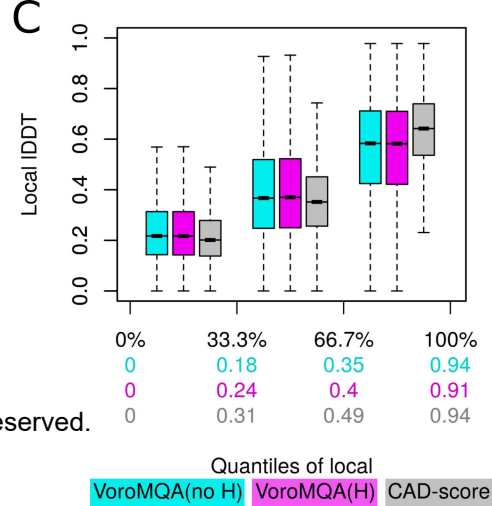 C
Local lDDT
1.0
0.8
0.6
0.4
0.2
0.0
0% 33.3% 66.7% 100%
0 0.18 0.35 0.94
0 0.24 0.4 0.91
eserved. 0 0.31 0.49 0.94
Quantiles of local
VoroMQA(no H) VoroMQA(H) CAD-score